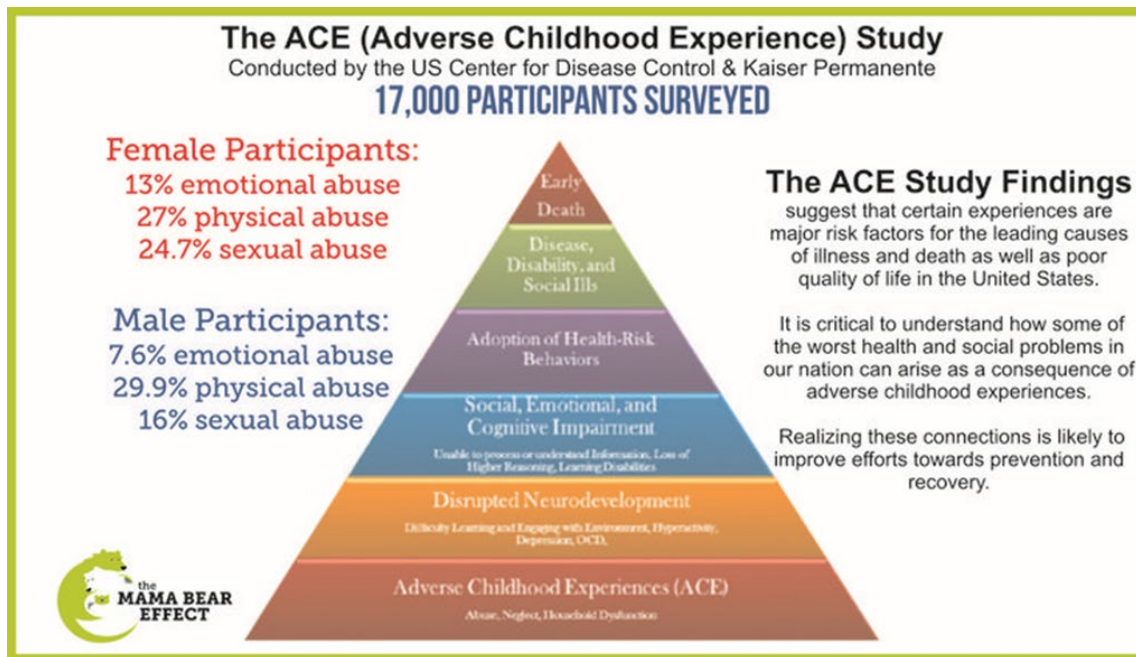 The ACE (Adverse Childhood Experience) Study
Conducted by the US Center for Disease Control & Kaiser Permanente
17,000 PARTICIPANTS SURVEYED
Female Participants:
13% emotional abuse
27% physical abuse
24.7% sexual abuse
Male Participants:
7.6% emotional abuse
29.9% physical abuse
16% sexual abuse
Early
Death
Disease,
Disability, and
Social Ills
Adoption of Health-Risk
Behaviors
Social, Emotional, and
Cognitive Impairment
Unable to process or understand Information, Loss of
Higher Reasoning, Learning Disabilities
Disrupted Neurodevelopment
Difficulty Learning and Engaging with Environment, Hyperactivity,
Depression, OCD,
Adverse Childhood Experiences (ACE)
Abuse, Neglect, Household Dysfunction
The ACE Study Findings
suggest that certain experiences are
major risk factors for the leading causes
of illness and death as well as poor
quality of life in the United States.
It is critical to understand how some of
the worst health and social problems in
our nation can arise as a consequence of
adverse childhood experiences.
Realizing these connections is likely to
improve efforts towards prevention and
recovery.
the
MAMA BEAR
EFFECT